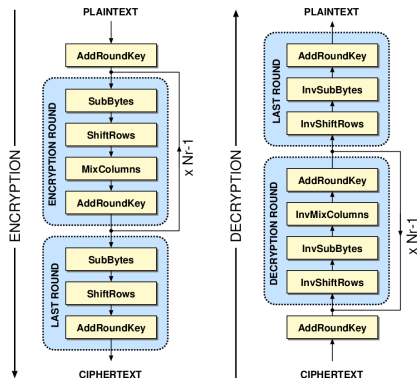 PLAINTEXT
AddRoundKey
ENCRYPTION ROUND
SubBytes
ShiftRows
MixColumns
AddRoundKey
x Nr-1
ENCRYPTION
LAST ROUND
SubBytes
ShiftRows
AddRoundKey
CIPHERTEXT
PLAINTEXT
LAST ROUND
AddRoundKey
InvSubBytes
InvShiftRows
DECRYPTION
DECRYPTION ROUND
AddRoundKey
InvMixColumns
InvSubBytes
InvShiftRows
x Nr-1
AddRoundKey
CIPHERTEXT